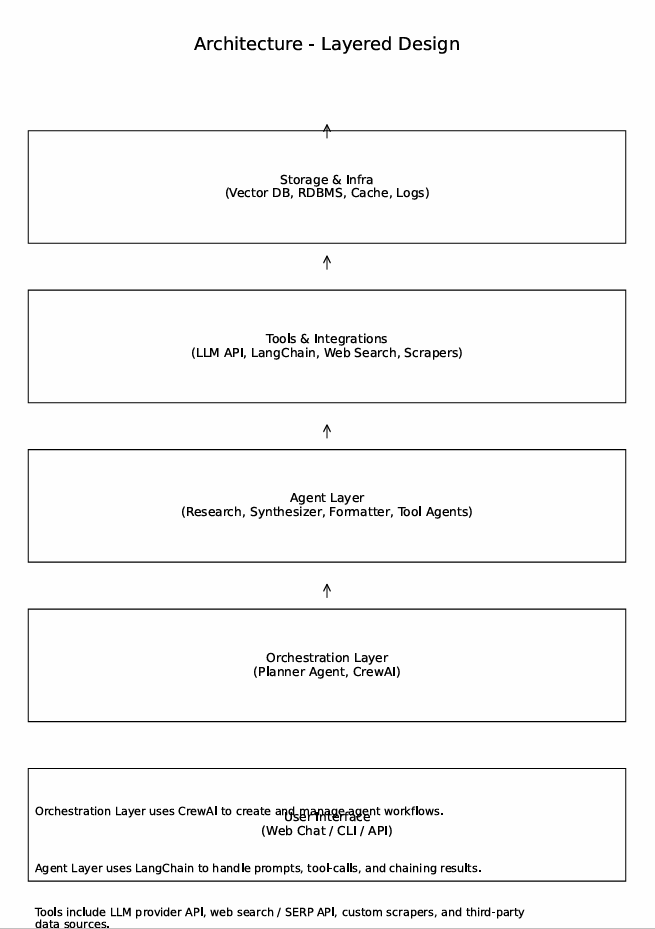 Architecture - Layered Design
Storage & Infra
(Vector DB, RDBMS, Cache, Logs)
Tools & Integrations
(LLM API, LangChain, Web Search, Scrapers)
Agent Layer
(Research, Synthesizer, Formatter, Tool Agents)
Orchestration Layer
(Planner Agent, CrewAI)
Orchestration Layer uses CrewAI to create and manage agent workflows.
User Interface
(Web Chat / CLI / API)
Agent Layer uses LangChain to handle prompts, tool-calls, and chaining results.
Tools include LLM provider API, web search / SERP API, custom scrapers, and third-party
data sources.